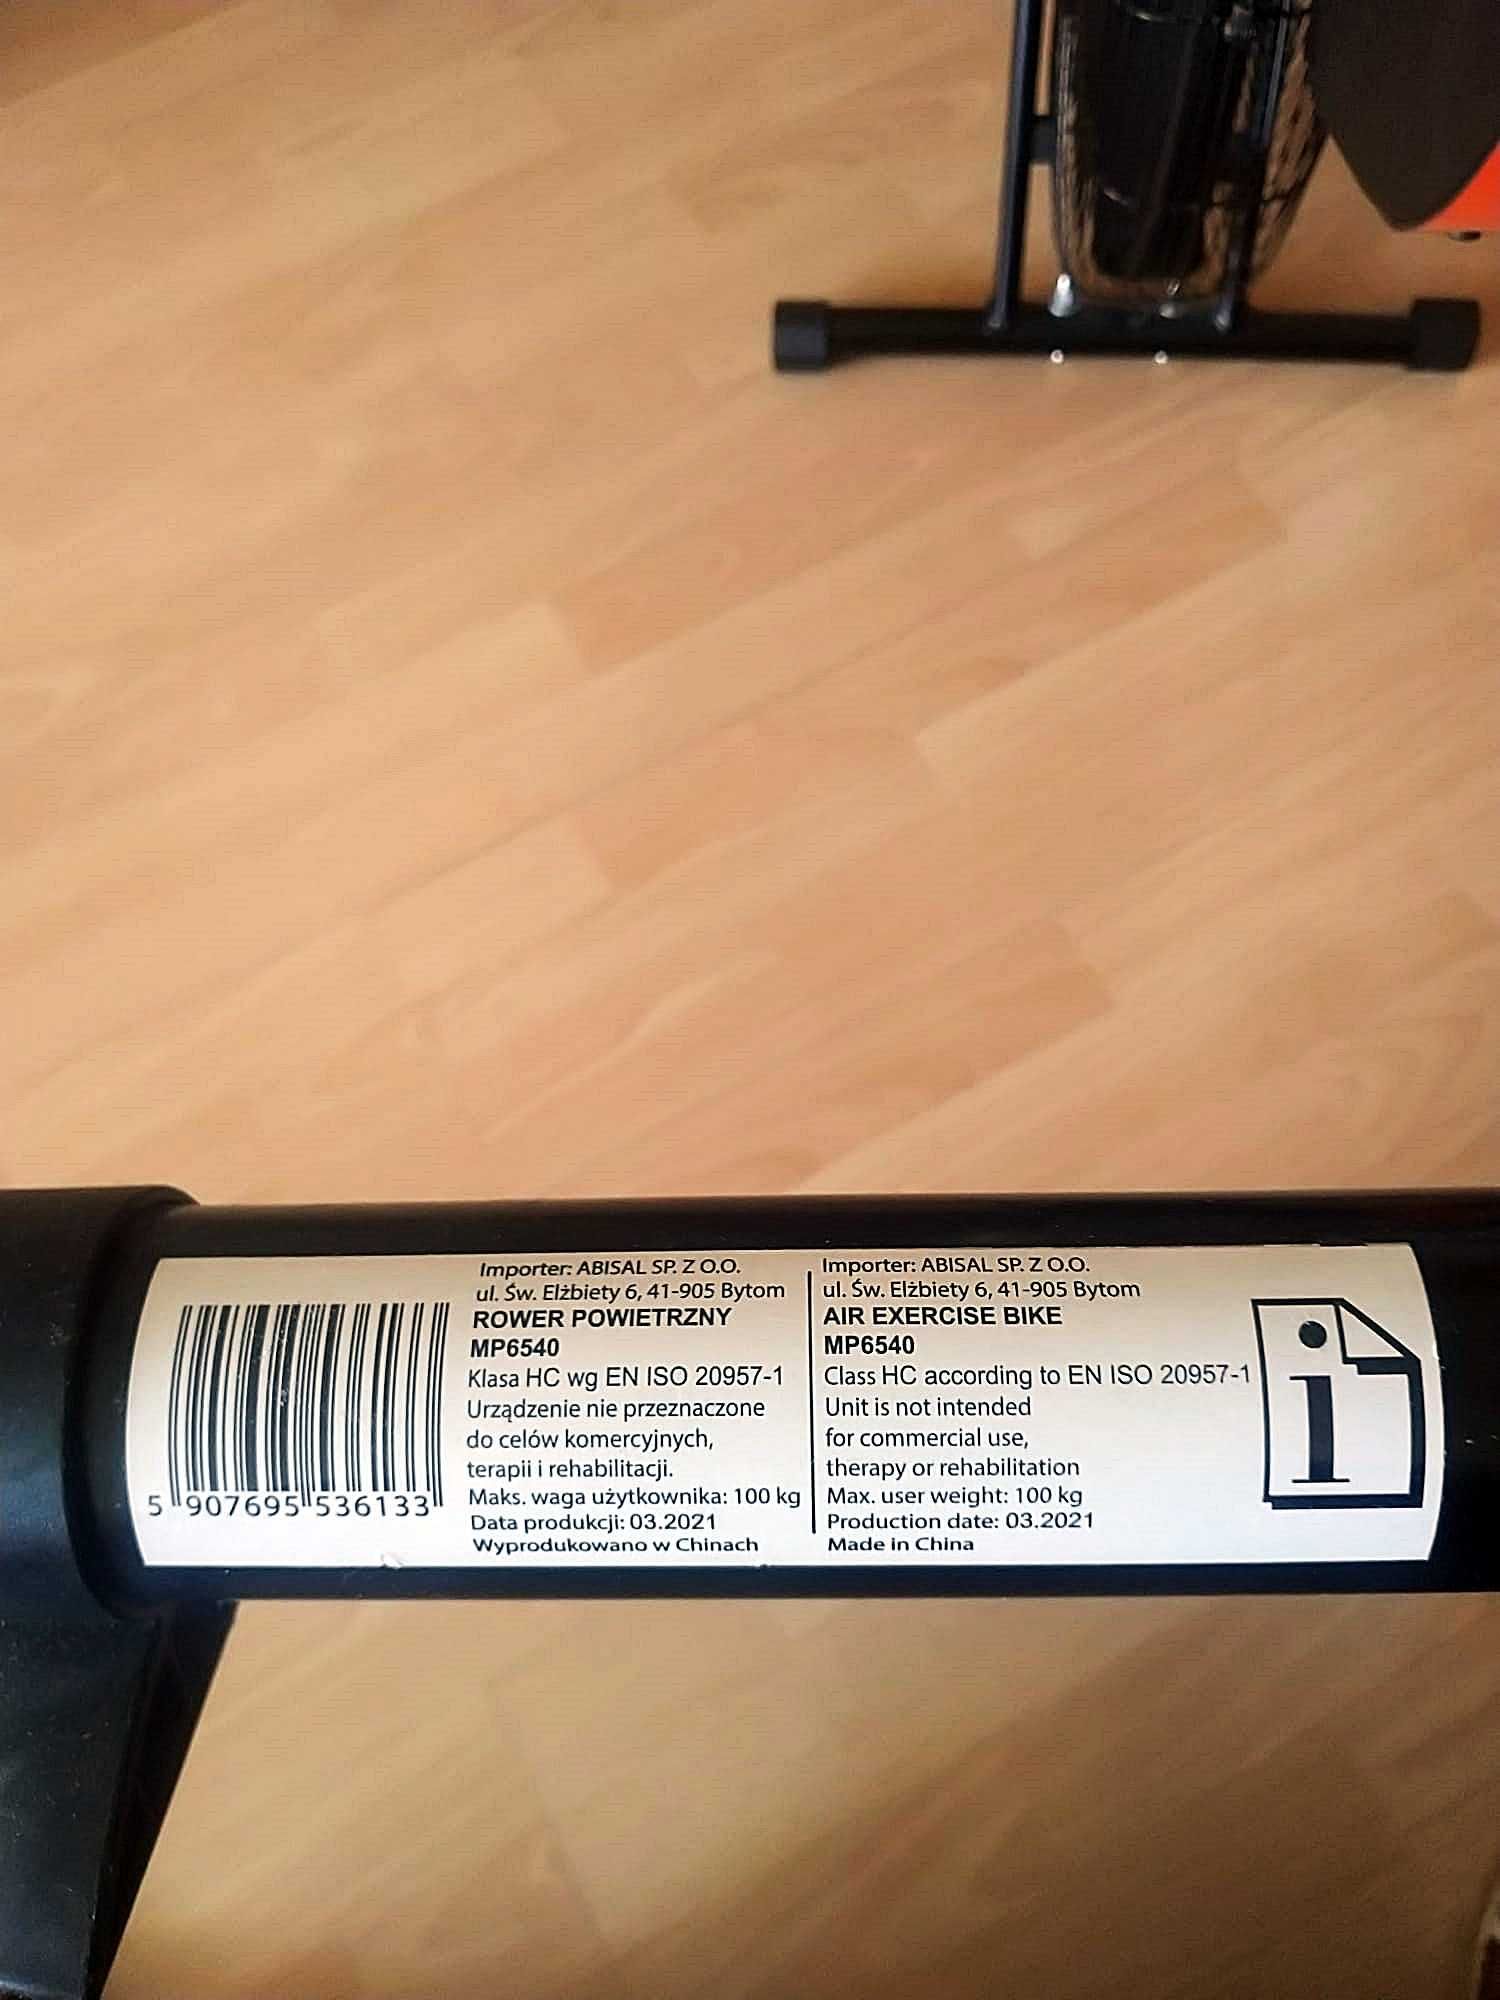 5 907695 536133
Importer: ABISAL SP. Z O.O.
ul. Św. Elżbiety 6, 41-905 Bytom
ROWER POWIETRZNY
MP6540
Klasa HC wg EN ISO 20957-1
Urządzenie nie przeznaczone
do celów komercyjnych,
terapii i rehabilitacji.
Maks. waga użytkownika: 100 kg
Data produkcji: 03.2021
Wyprodukowano w Chinach
Importer: ABISAL SP. Z O.O.
ul. Św. Elżbiety 6, 41-905 Bytom
AIR EXERCISE BIKE
MP6540
Class HC according to EN ISO 20957-1
Unit is not intended
for commercial use,
therapy or rehabilitation
Max. user weight: 100 kg
Production date: 03.2021
Made in China
i